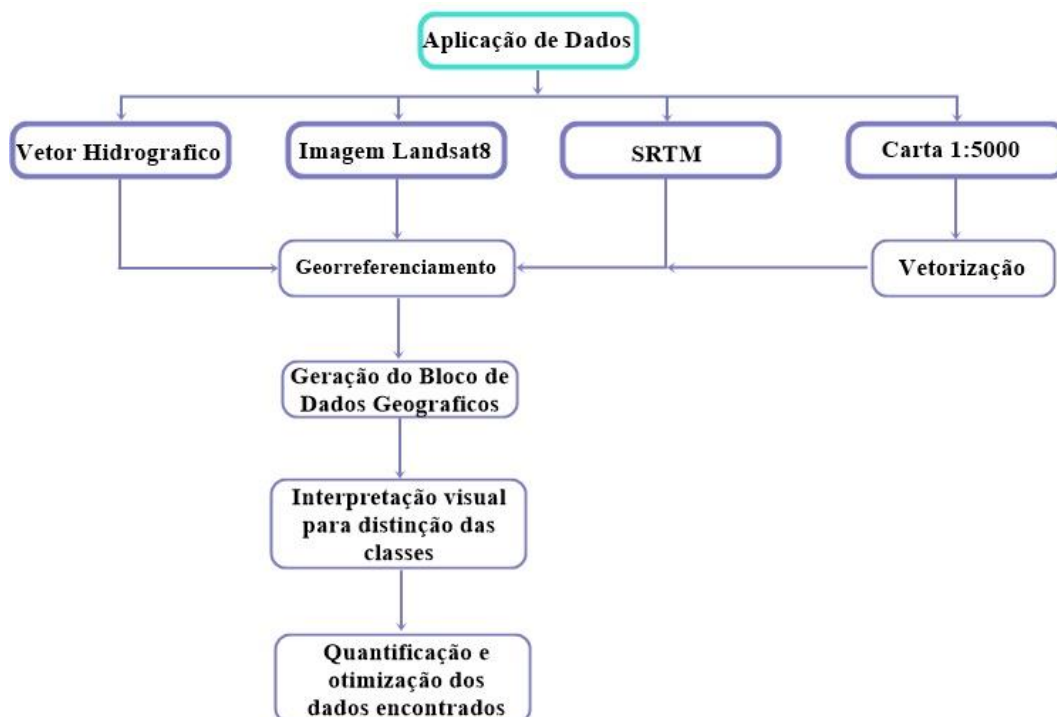 Aplicação de Dados
Vetor Hidrografico
Imagem Landsat8
SRTM
Carta 1:5000
Georreferenciamento
Vetorização
Geração do Bloco de
Dados Geograficos
Interpretação visual
para distinção das
classes
Quantificação e
otimização dos
dados encontrados